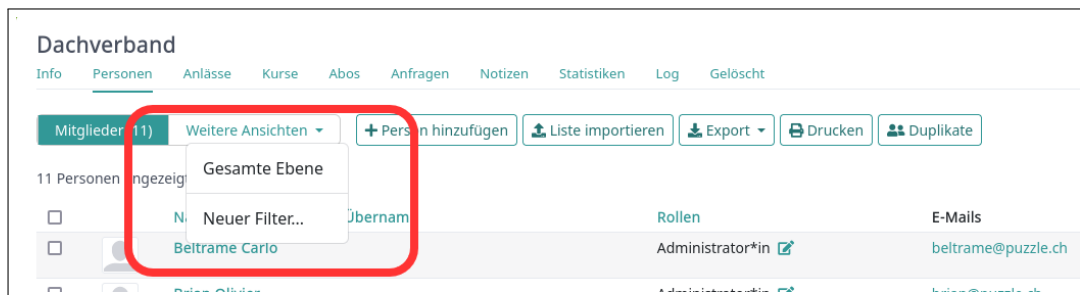 Dachverband
Info Personen Anlässe Kurse Abos Anfragen Notizen Statistiken Log Gelöscht
Mitglieder (11) Weitere Ansichten Person hinzufügen Liste importieren Export Drucken Duplikate
Gesamte Ebene
11 Personen
Neuer Filter...
Rollen E-Mails
Beltrame Carlo Administrator*in beltrame@puzzle.ch